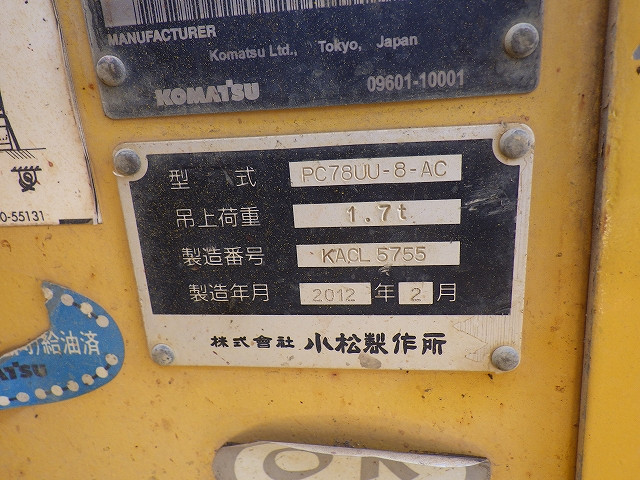 MANUFACTURER
Komatsu Ltd., Tokyo, Japan
KOMATSU 09601-10001
型 式 PC78UU-8-AC
吊上荷重 1.7t
製造番号 KACL 5755
製造年月 2012 年 2 月
株式會社 小松製作所
0-55131
給油済
ATSU
OK